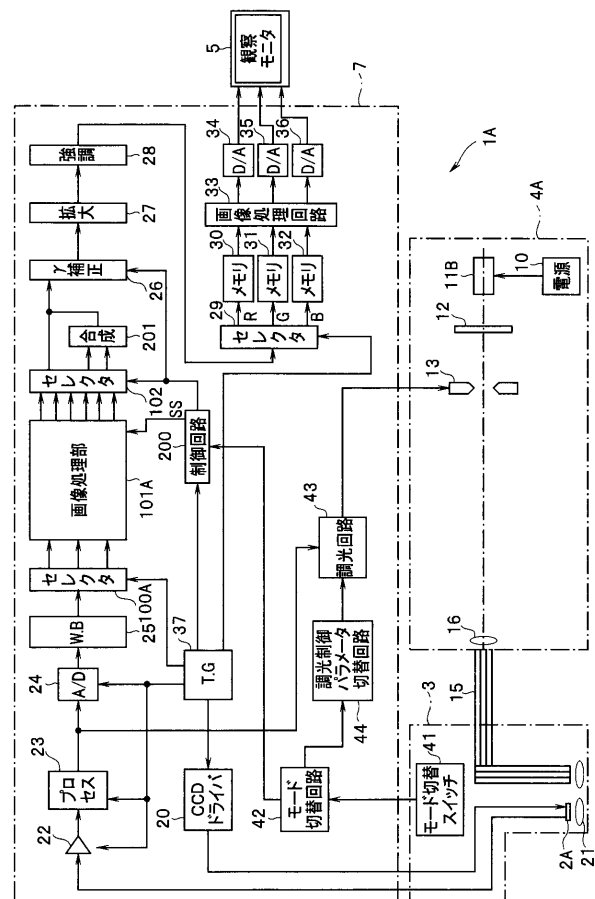 1A
7
5
観察
モニタ
34
D/A
35
D/A
36
D/A
33
画像処理回路
30
メモリ
31
メモリ
32
メモリ
29
セレクタ
R
G
B
強調
28
拡大
27
γ補正
26
合成
201
セレクタ
102
SS
制御回路
200
画像処理部
101A
セレクタ
100A
W.B
25
A/D
24
プロセス
23
22
T.G
37
CCD
ドライバ
20
モード
切替回路
42
調光制御
パラメータ
切替回路
44
調光回路
43
4A
電源
10
11B
12
13
16
15
3
モード切替
スイッチ
41
2A
21